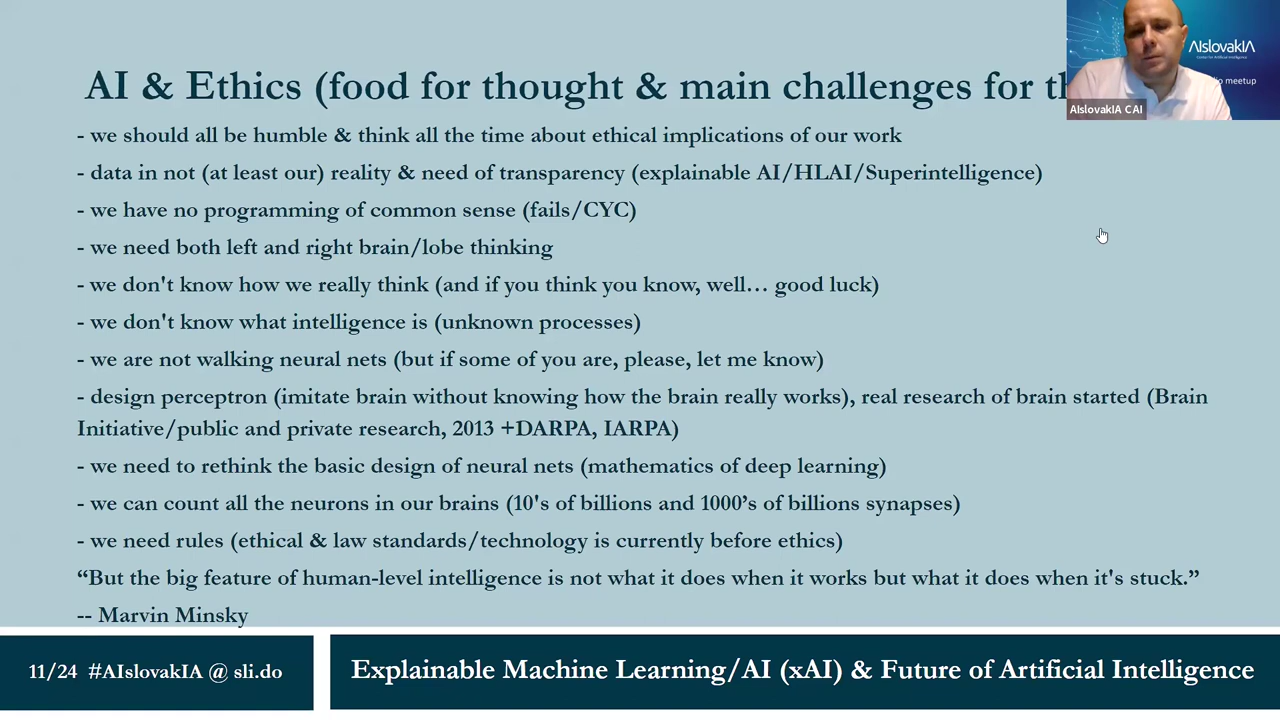 AI & Ethics (food for thought & main challenges for th
AIslovakIA
Center for Artificial Intelligence
meetup
AIslovakIA CAI
- we should all be humble & think all the time about ethical implications of our work
- data in not (at least our) reality & need of transparency (explainable AI/HLAI/Superintelligence)
- we have no programming of common sense (fails/CYC)
- we need both left and right brain/lobe thinking
- we don't know how we really think (and if you think you know, well… good luck)
- we don't know what intelligence is (unknown processes)
- we are not walking neural nets (but if some of you are, please, let me know)
- design perceptron (imitate brain without knowing how the brain really works), real research of brain started (Brain
Initiative/public and private research, 2013 +DARPA, IARPA)
- we need to rethink the basic design of neural nets (mathematics of deep learning)
- we can count all the neurons in our brains (10's of billions and 1000’s of billions synapses)
- we need rules (ethical & law standards/technology is currently before ethics)
“But the big feature of human-level intelligence is not what it does when it works but what it does when it's stuck.”
-- Marvin Minsky
11/24 #AIslovakIA @ sli.do
Explainable Machine Learning/AI (xAI) & Future of Artificial Intelligence